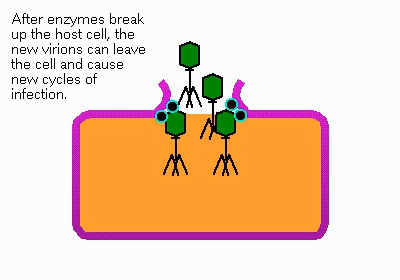 After enzymes break
up the host cell, the
new virions can leave
the cell and cause
new cycles of
infection.